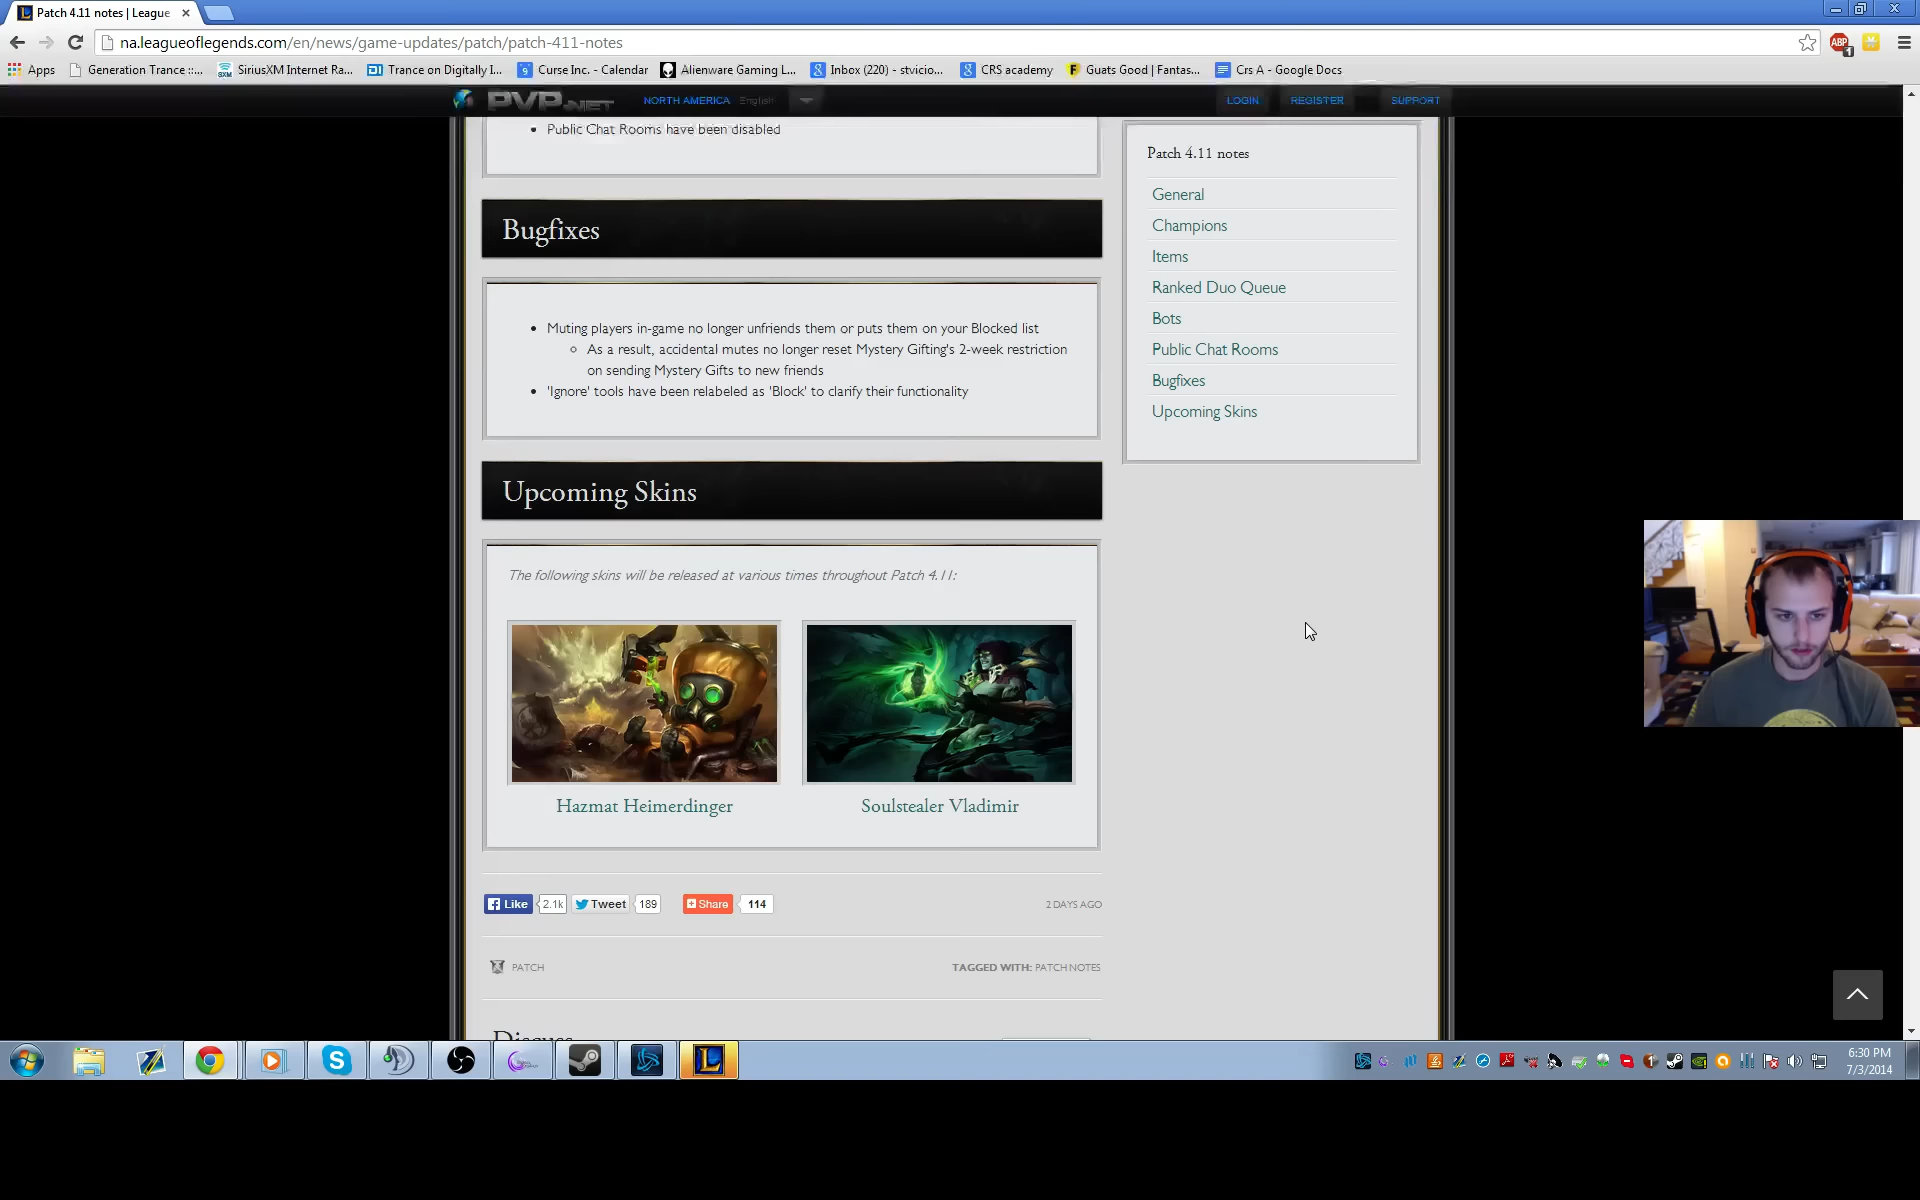 Patch 4.11 notes | League
na.leagueoflegends.com/en/news/game-updates/patch/patch-411-notes
ABP
1
Apps
Generation Trance ::...
SiriusXM Internet Ra...
Trance on Digitally I...
Curse Inc. - Calendar
Alienware Gaming L...
Inbox (220) - stvicio...
CRS academy
Guats Good | Fantas...
Crs A - Google Docs
PVP.NET
NORTH AMERICA
English
LOGIN
REGISTER
SUPPORT
Public Chat Rooms have been disabled
Bugfixes
Muting players in-game no longer unfriends them or puts them on your Blocked list
As a result, accidental mutes no longer reset Mystery Gifting's 2-week restriction
on sending Mystery Gifts to new friends
'Ignore' tools have been relabeled as 'Block' to clarify their functionality
Upcoming Skins
The following skins will be released at various times throughout Patch 4.11:
Hazmat Heimerdinger
Soulstealer Vladimir
Like
2.1k
Tweet
189
Share
114
2 DAYS AGO
PATCH
TAGGED WITH: PATCH NOTES
Discuss
Patch 4.11 notes
General
Champions
Items
Ranked Duo Queue
Bots
Public Chat Rooms
Bugfixes
Upcoming Skins
6:30 PM
7/3/2014